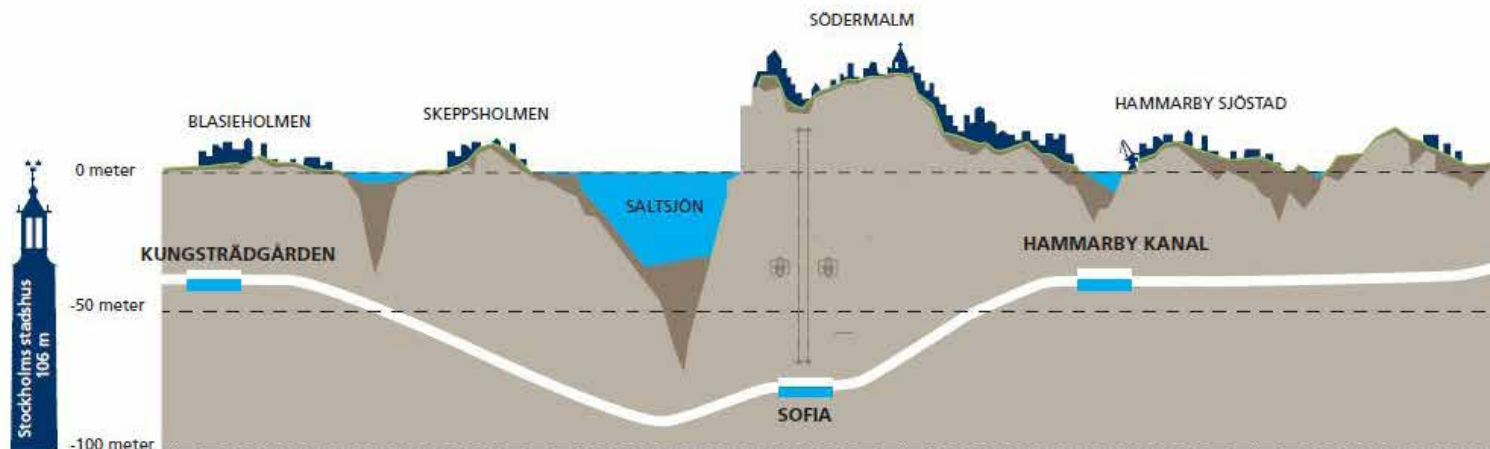 SÖDERMALM
BLASIEHOLMEN
SKEPPSHOLMEN
HAMMARBY SJÖSTAD
0 meter
SALTSJÖN
KUNGSTRÄDGÅRDEN
HAMMARBY KANAL
-50 meter
Stockholms stadshus
106 m
SOFIA
-100 meter